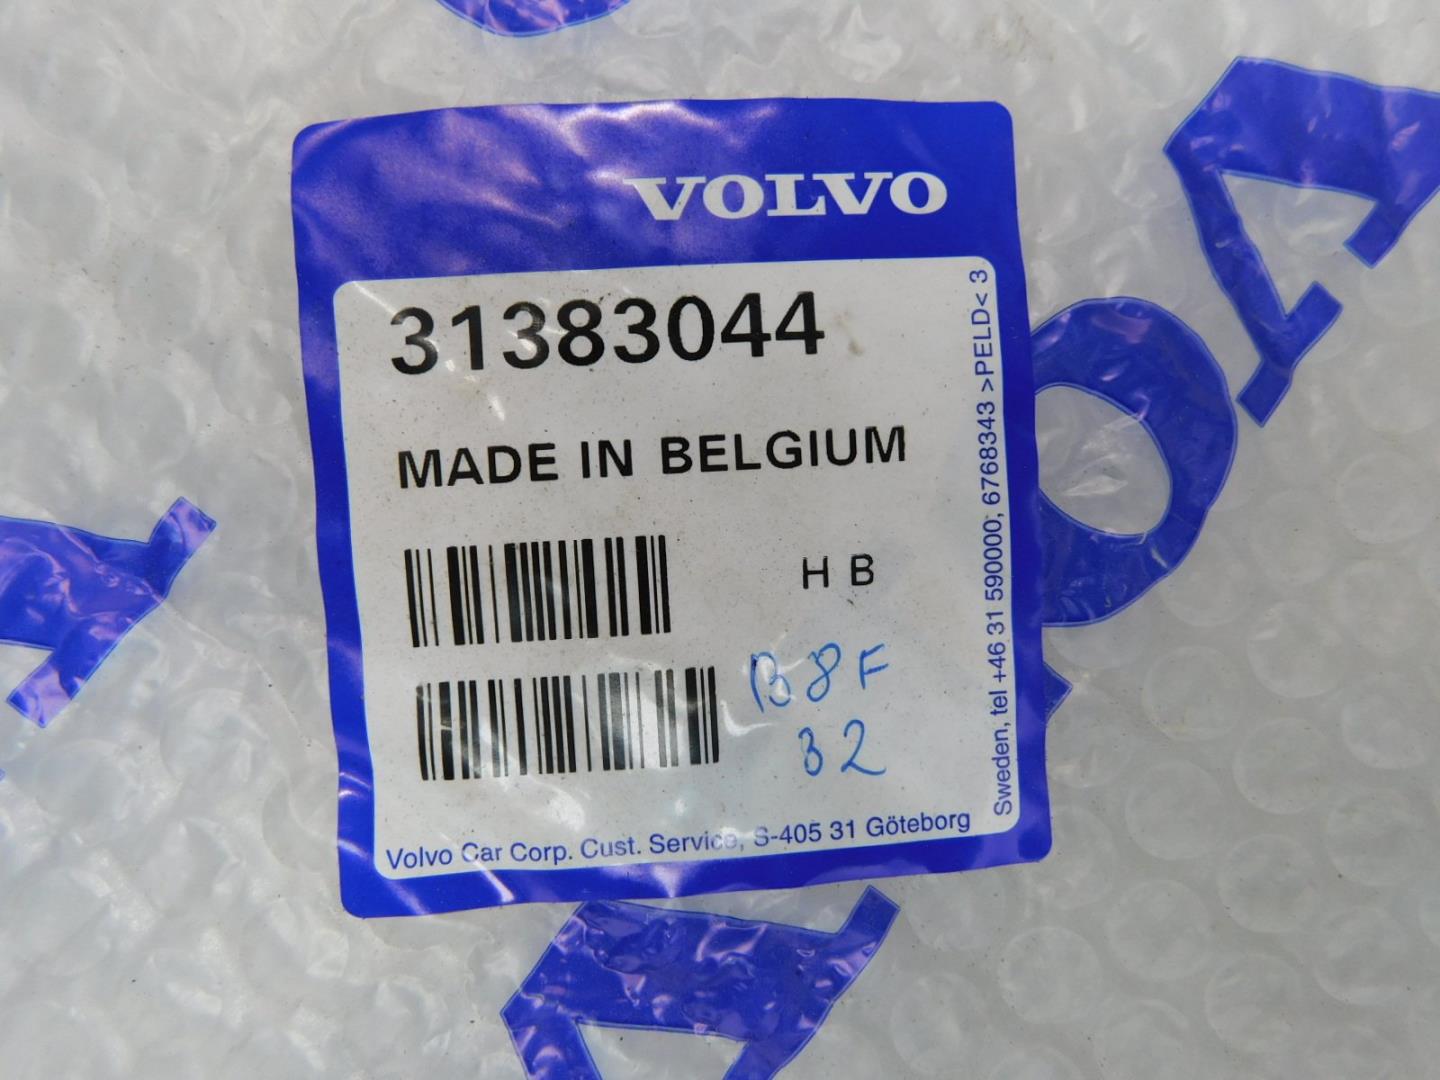 VOLVO
31383044
MADE IN BELGIUM
H B
B8F
32
Volvo Car Corp. Cust. Service, S-405 31 Göteborg
Sweden, tel +46 31 590000, 6768343 >PELD< 3